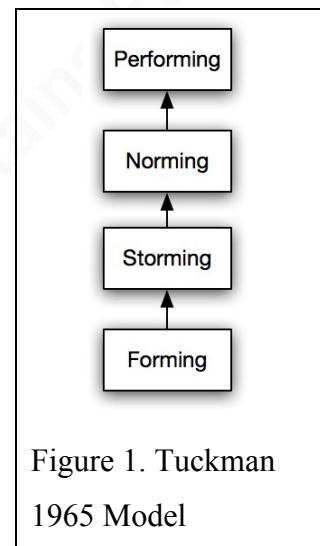 Performing
Norming
Storming
Forming
Figure 1. Tuckman
1965 Model